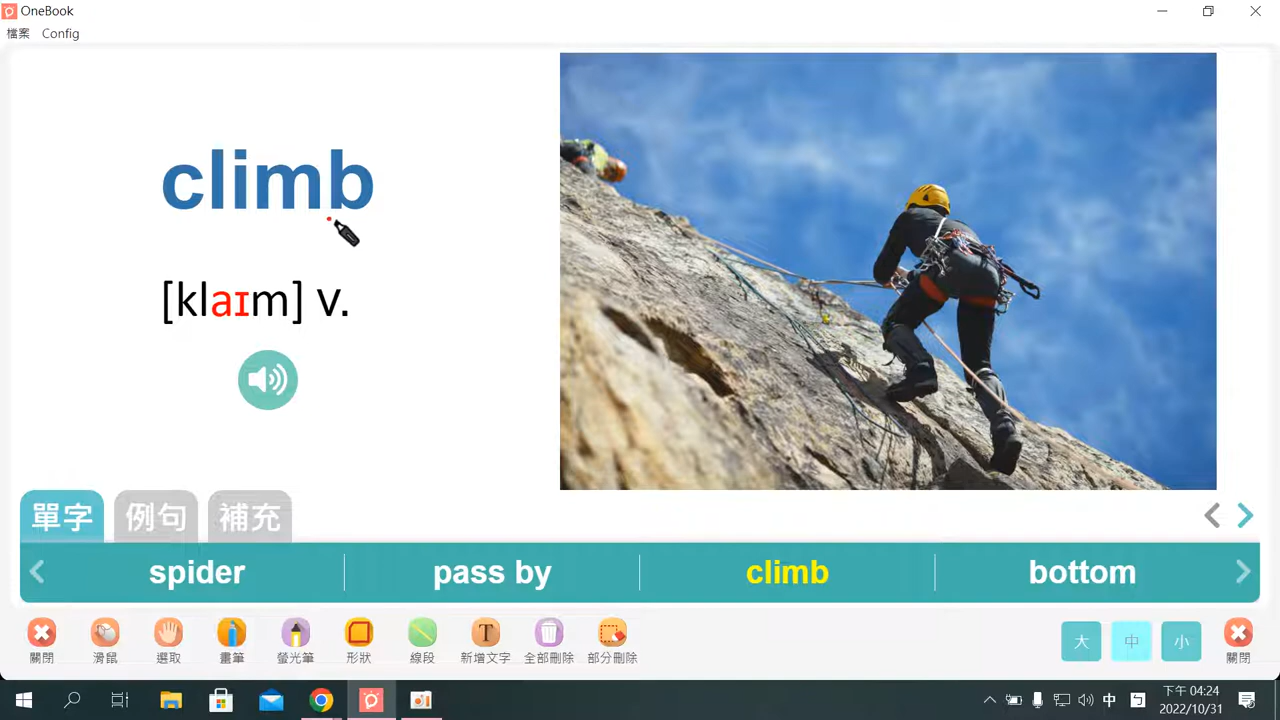 OneBook
檔案 Config
climb
[klaɪm] v.
單字 例句 補充
spider pass by climb bottom
關閉 滑鼠 選取 畫筆 螢光筆 形狀 線段 新增文字 全部刪除 部分刪除 大 中 小 關閉
中 下午 04:24
2022/10/31